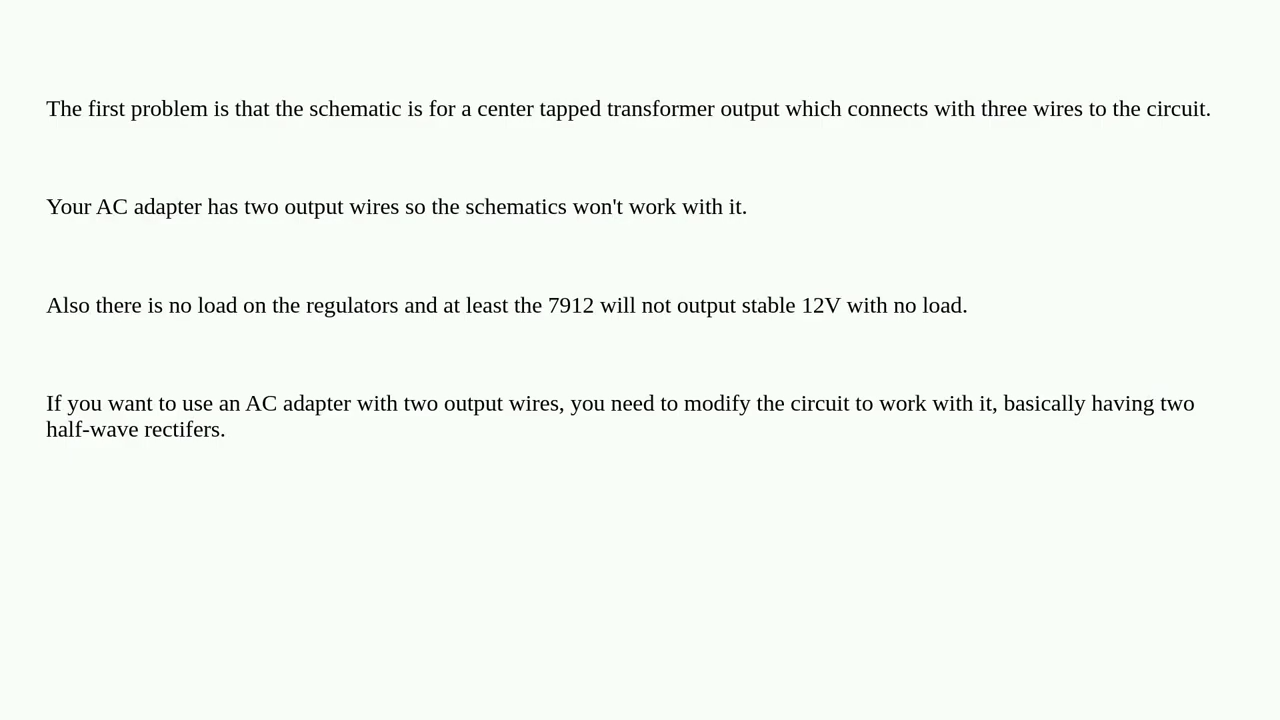 The first problem is that the schematic is for a center tapped transformer output which connects with three wires to the circuit.
Your AC adapter has two output wires so the schematics won't work with it.
Also there is no load on the regulators and at least the 7912 will not output stable 12V with no load.
If you want to use an AC adapter with two output wires, you need to modify the circuit to work with it, basically having two
half-wave rectifers.